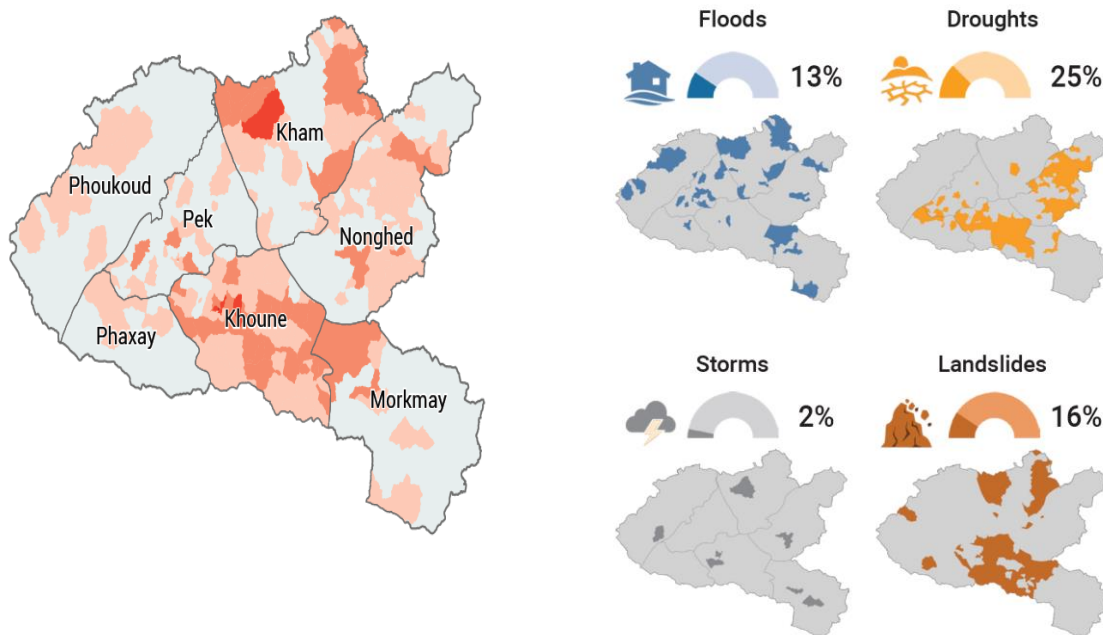 Kham
Phoukoud
Pek
Nonghed
Khoune
Phaxay
Morkmay
Floods
13%
Droughts
25%
Storms
2%
Landslides
16%